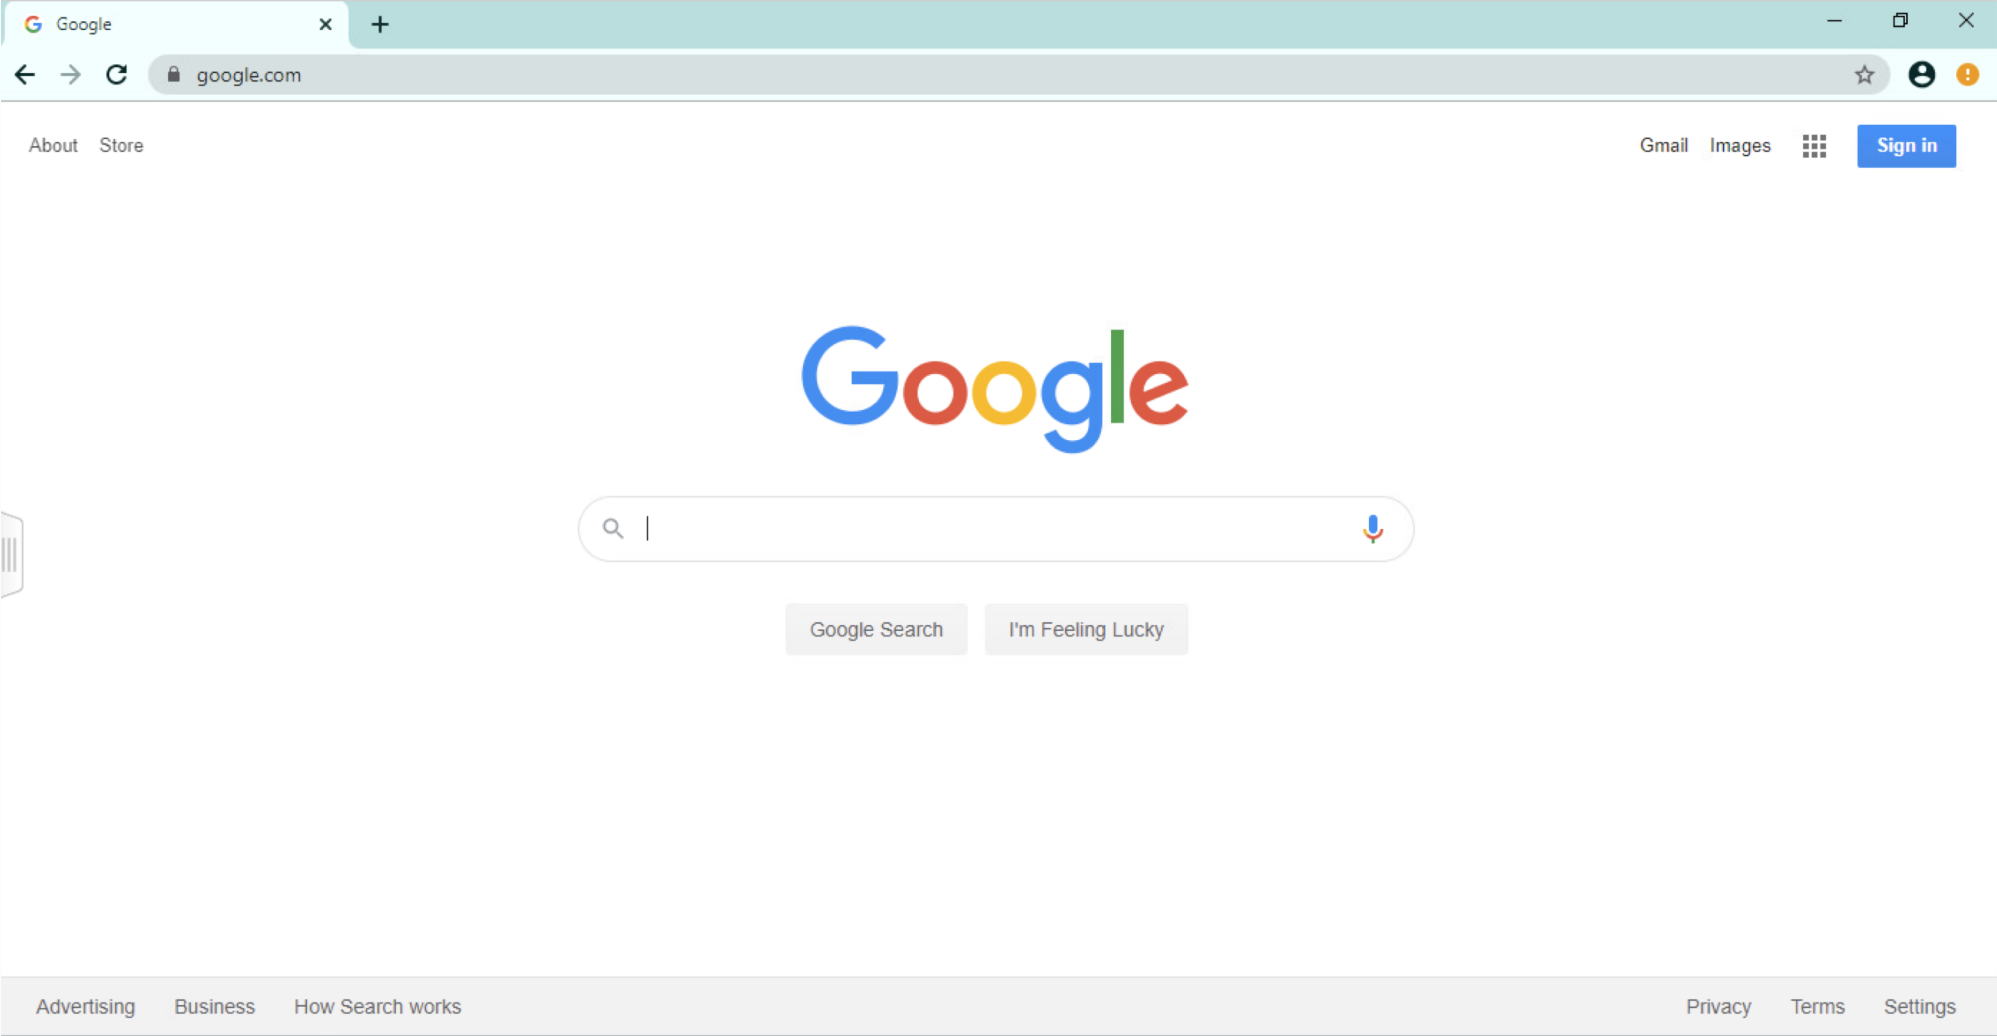 Google
google.com
About Store Gmail Images Sign in
Google
Google Search I'm Feeling Lucky
Advertising Business How Search works Privacy Terms Settings